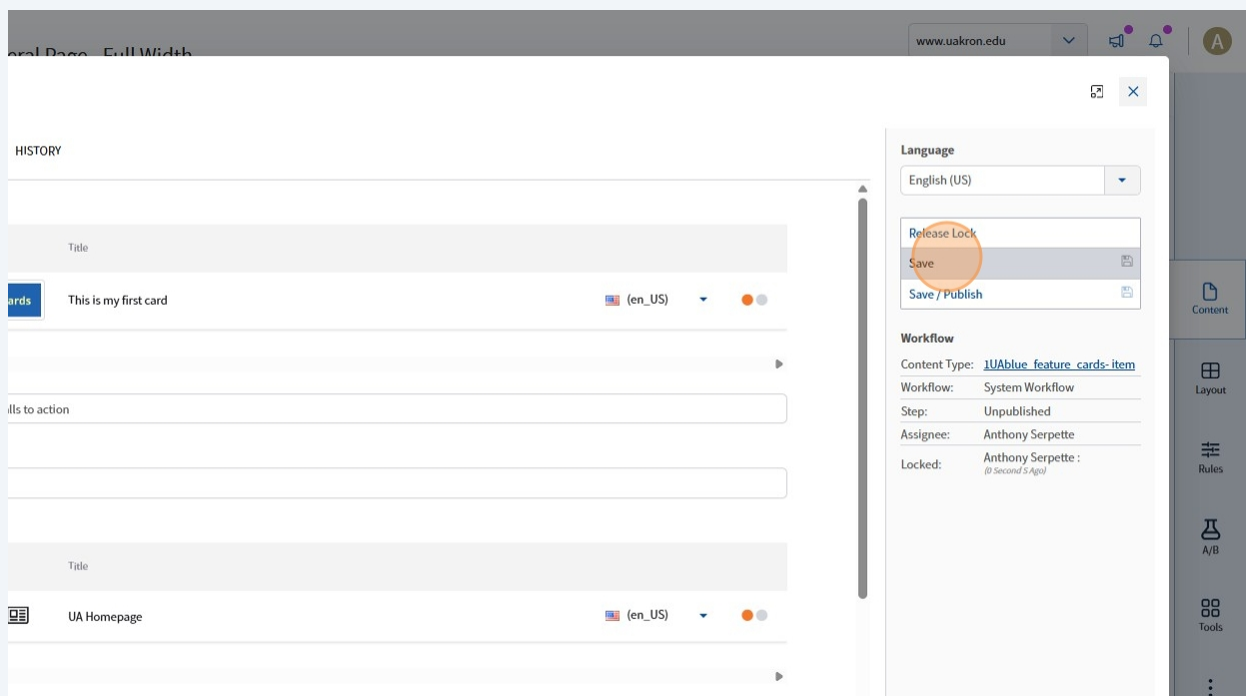 eral Page - Full Width
www.uakron.edu
A
HISTORY
Language
English (US)
Title
Release Lock
Save
Save / Publish
ards
This is my first card
(en_US)
Content
Workflow
Content Type: 1UAblue_feature_cards-item
Workflow: System Workflow
Step: Unpublished
Assignee: Anthony Serpette
Locked: Anthony Serpette :
(0 Second S Ago)
Layout
lls to action
Rules
A/B
Title
UA Homepage
(en_US)
Tools